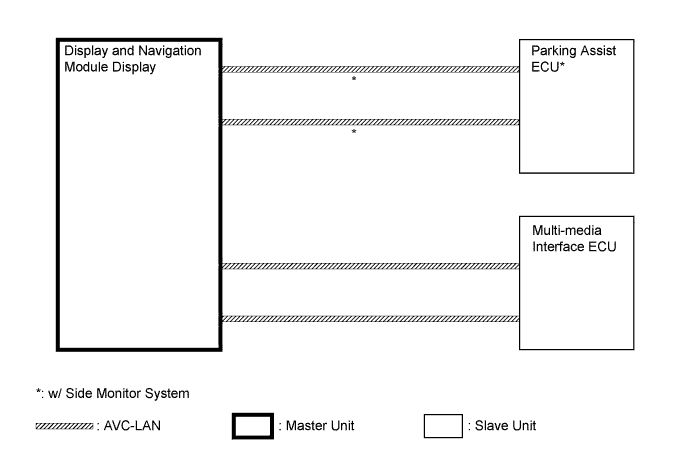 Display and Navigation
Module Display
Parking Assist
ECU*
*
*
Multi-media
Interface ECU
*: w/ Side Monitor System
: AVC-LAN
: Master Unit
: Slave Unit